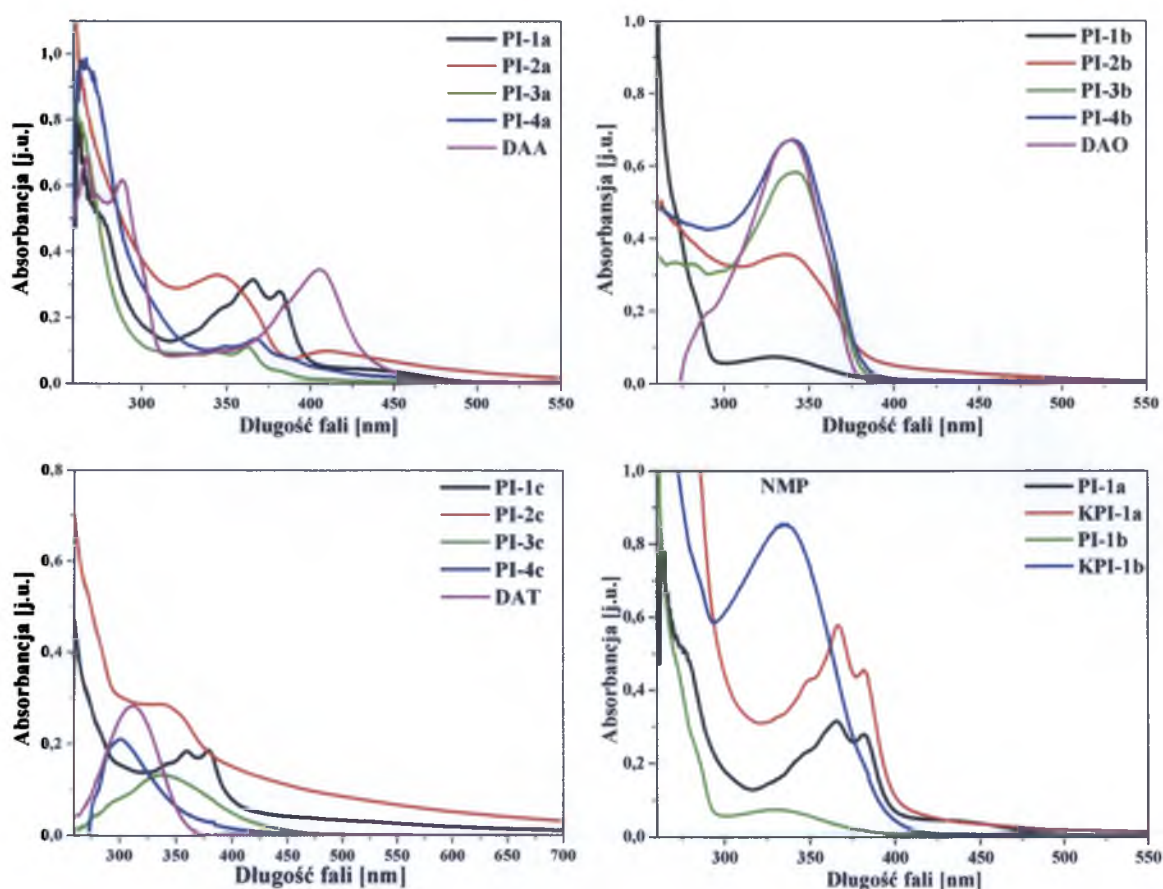 1,0
0,8
0,6
0,4
0,2
0,0
Absorbancja [j.u.]
PI-1a
PI-2a
PI-3a
PI-4a
DAA
300
350
400
450
500
550
Długość fali [nm]
1,0
0,8
0,6
0,4
0,2
0,0
Absorbansja [j.u.]
PI-1b
PI-2b
PI-3b
PI-4b
DAO
300
350
400
450
500
550
Długość fali [nm]
0,8
0,6
0,4
0,2
0,0
Absorbancja [j.u.]
PI-1c
PI-2c
PI-3c
PI-4c
DAT
300
350
400
450
500
550
600
650
700
Długość fali [nm]
1,0
0,8
0,6
0,4
0,2
0,0
Absorbancja [j.u.]
NMP
PI-1a
KPI-1a
PI-1b
KPI-1b
300
350
400
450
500
550
Długość fali [nm]